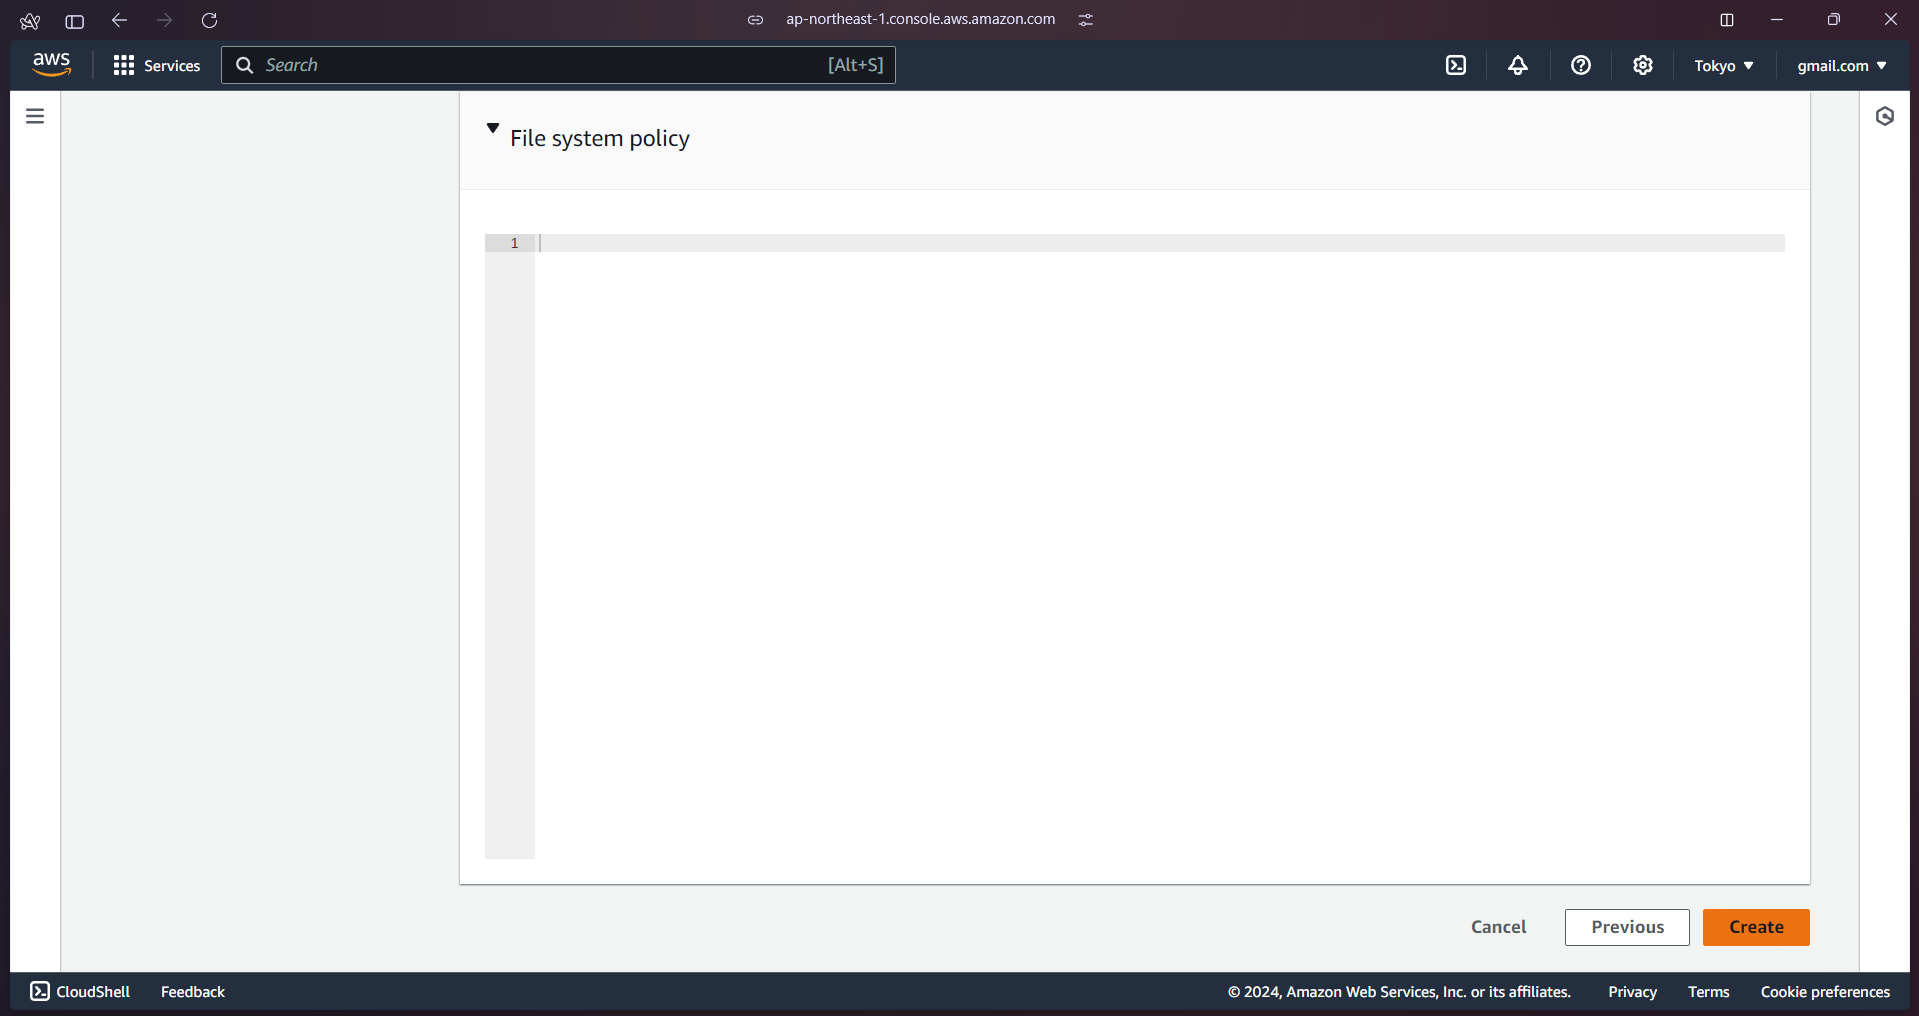 ap-northeast-1.console.aws.amazon.com
aws
Services
Search
[Alt+S]
Tokyo
gmail.com
File system policy
1
Cancel
Previous
Create
CloudShell
Feedback
© 2024, Amazon Web Services, Inc. or its affiliates.
Privacy
Terms
Cookie preferences